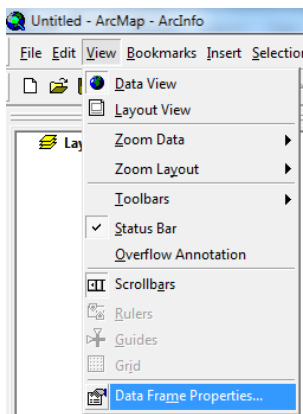 Untitled - ArcMap - ArcInfo
File Edit View Bookmarks Insert Selectio
Data View
Layout View
Lay
Zoom Data
Zoom Layout
Toolbars
Status Bar
Overflow Annotation
Scrollbars
Rulers
Guides
Grid
Data Frame Properties...